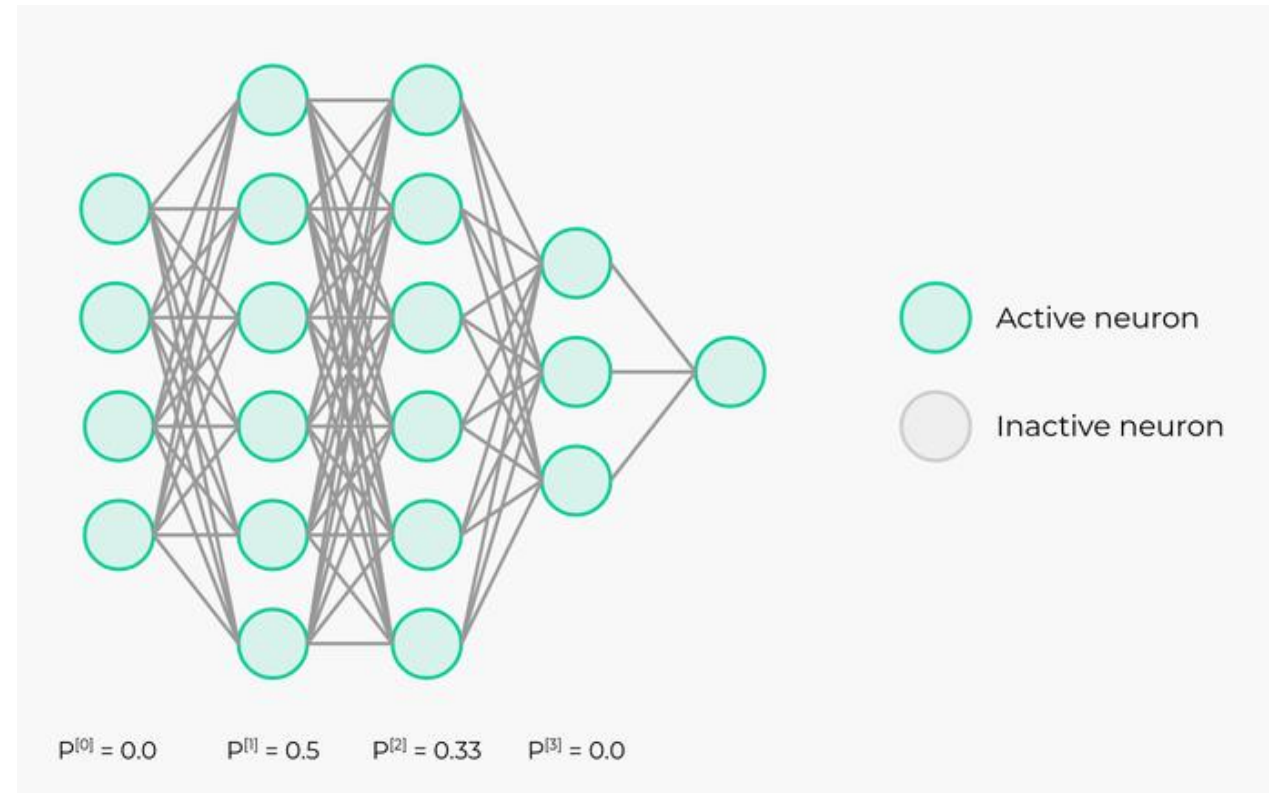 Active neuron
Inactive neuron
P[0] = 0.0 P[1] = 0.5 P[2] = 0.33 P[3] = 0.0